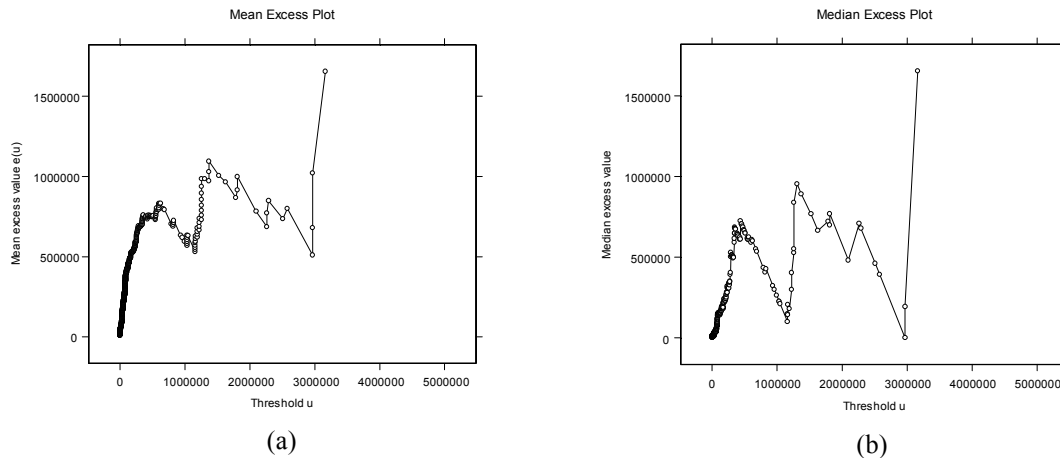 Mean Excess Plot
Mean excess value e(u)
1500000
1000000
500000
0
0 1000000 2000000 3000000 4000000 5000000
Threshold u
(a)
Median Excess Plot
Median excess value
1500000
1000000
500000
0
0 1000000 2000000 3000000 4000000 5000000
Threshold u
(b)